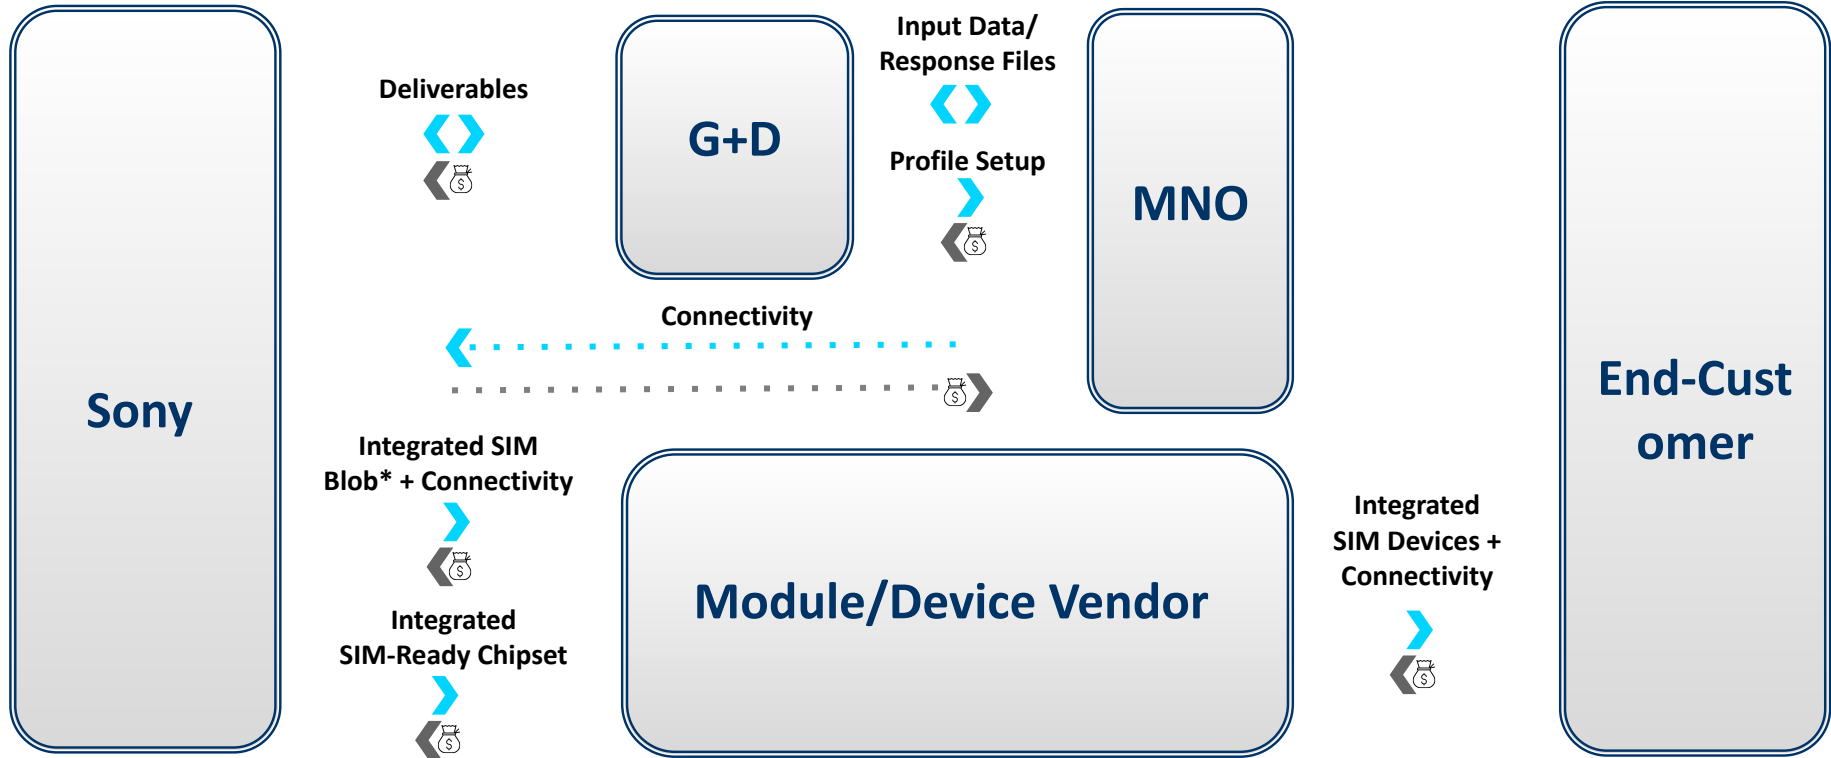 Sony
Deliverables
G+D
Input Data/
Response Files
Profile Setup
MNO
Connectivity
Integrated SIM
Blob* + Connectivity
Integrated
SIM-Ready Chipset
Module/Device Vendor
Integrated
SIM Devices +
Connectivity
End-Cust
omer